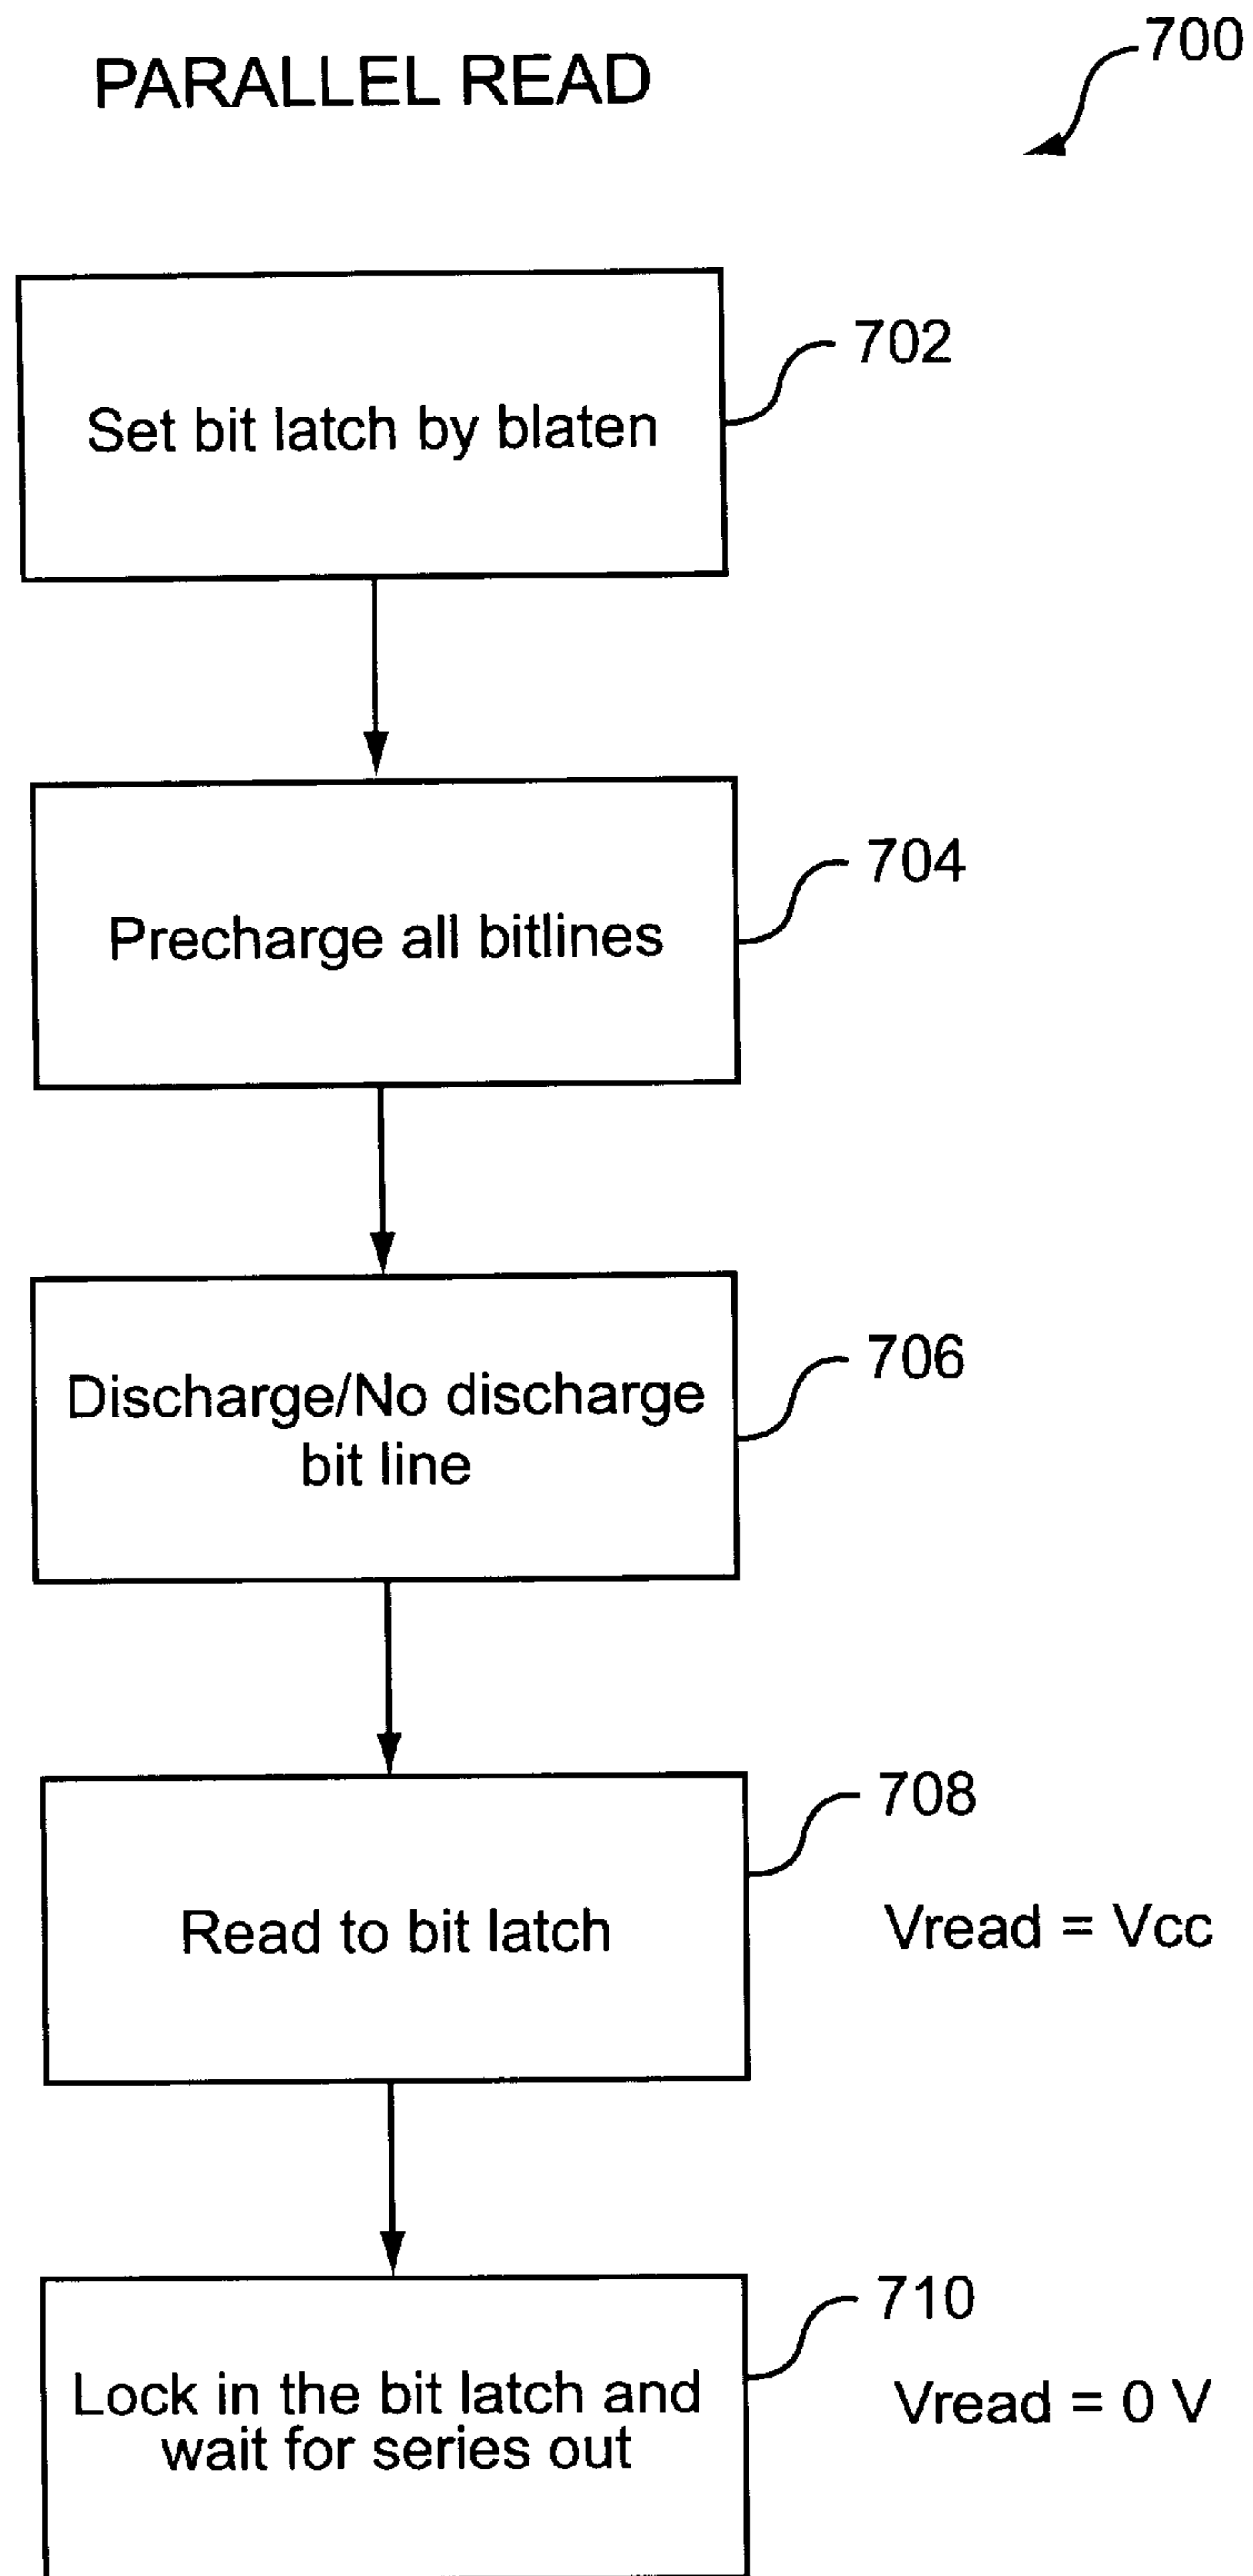 PARALLEL READ
700
702
Set bit latch by blaten
704
Precharge all bitlines
706
Discharge/No discharge
bit line
708
Read to bit latch
Vread = Vcc
710
Lock in the bit latch and
Vread = 0 V
wait for series out